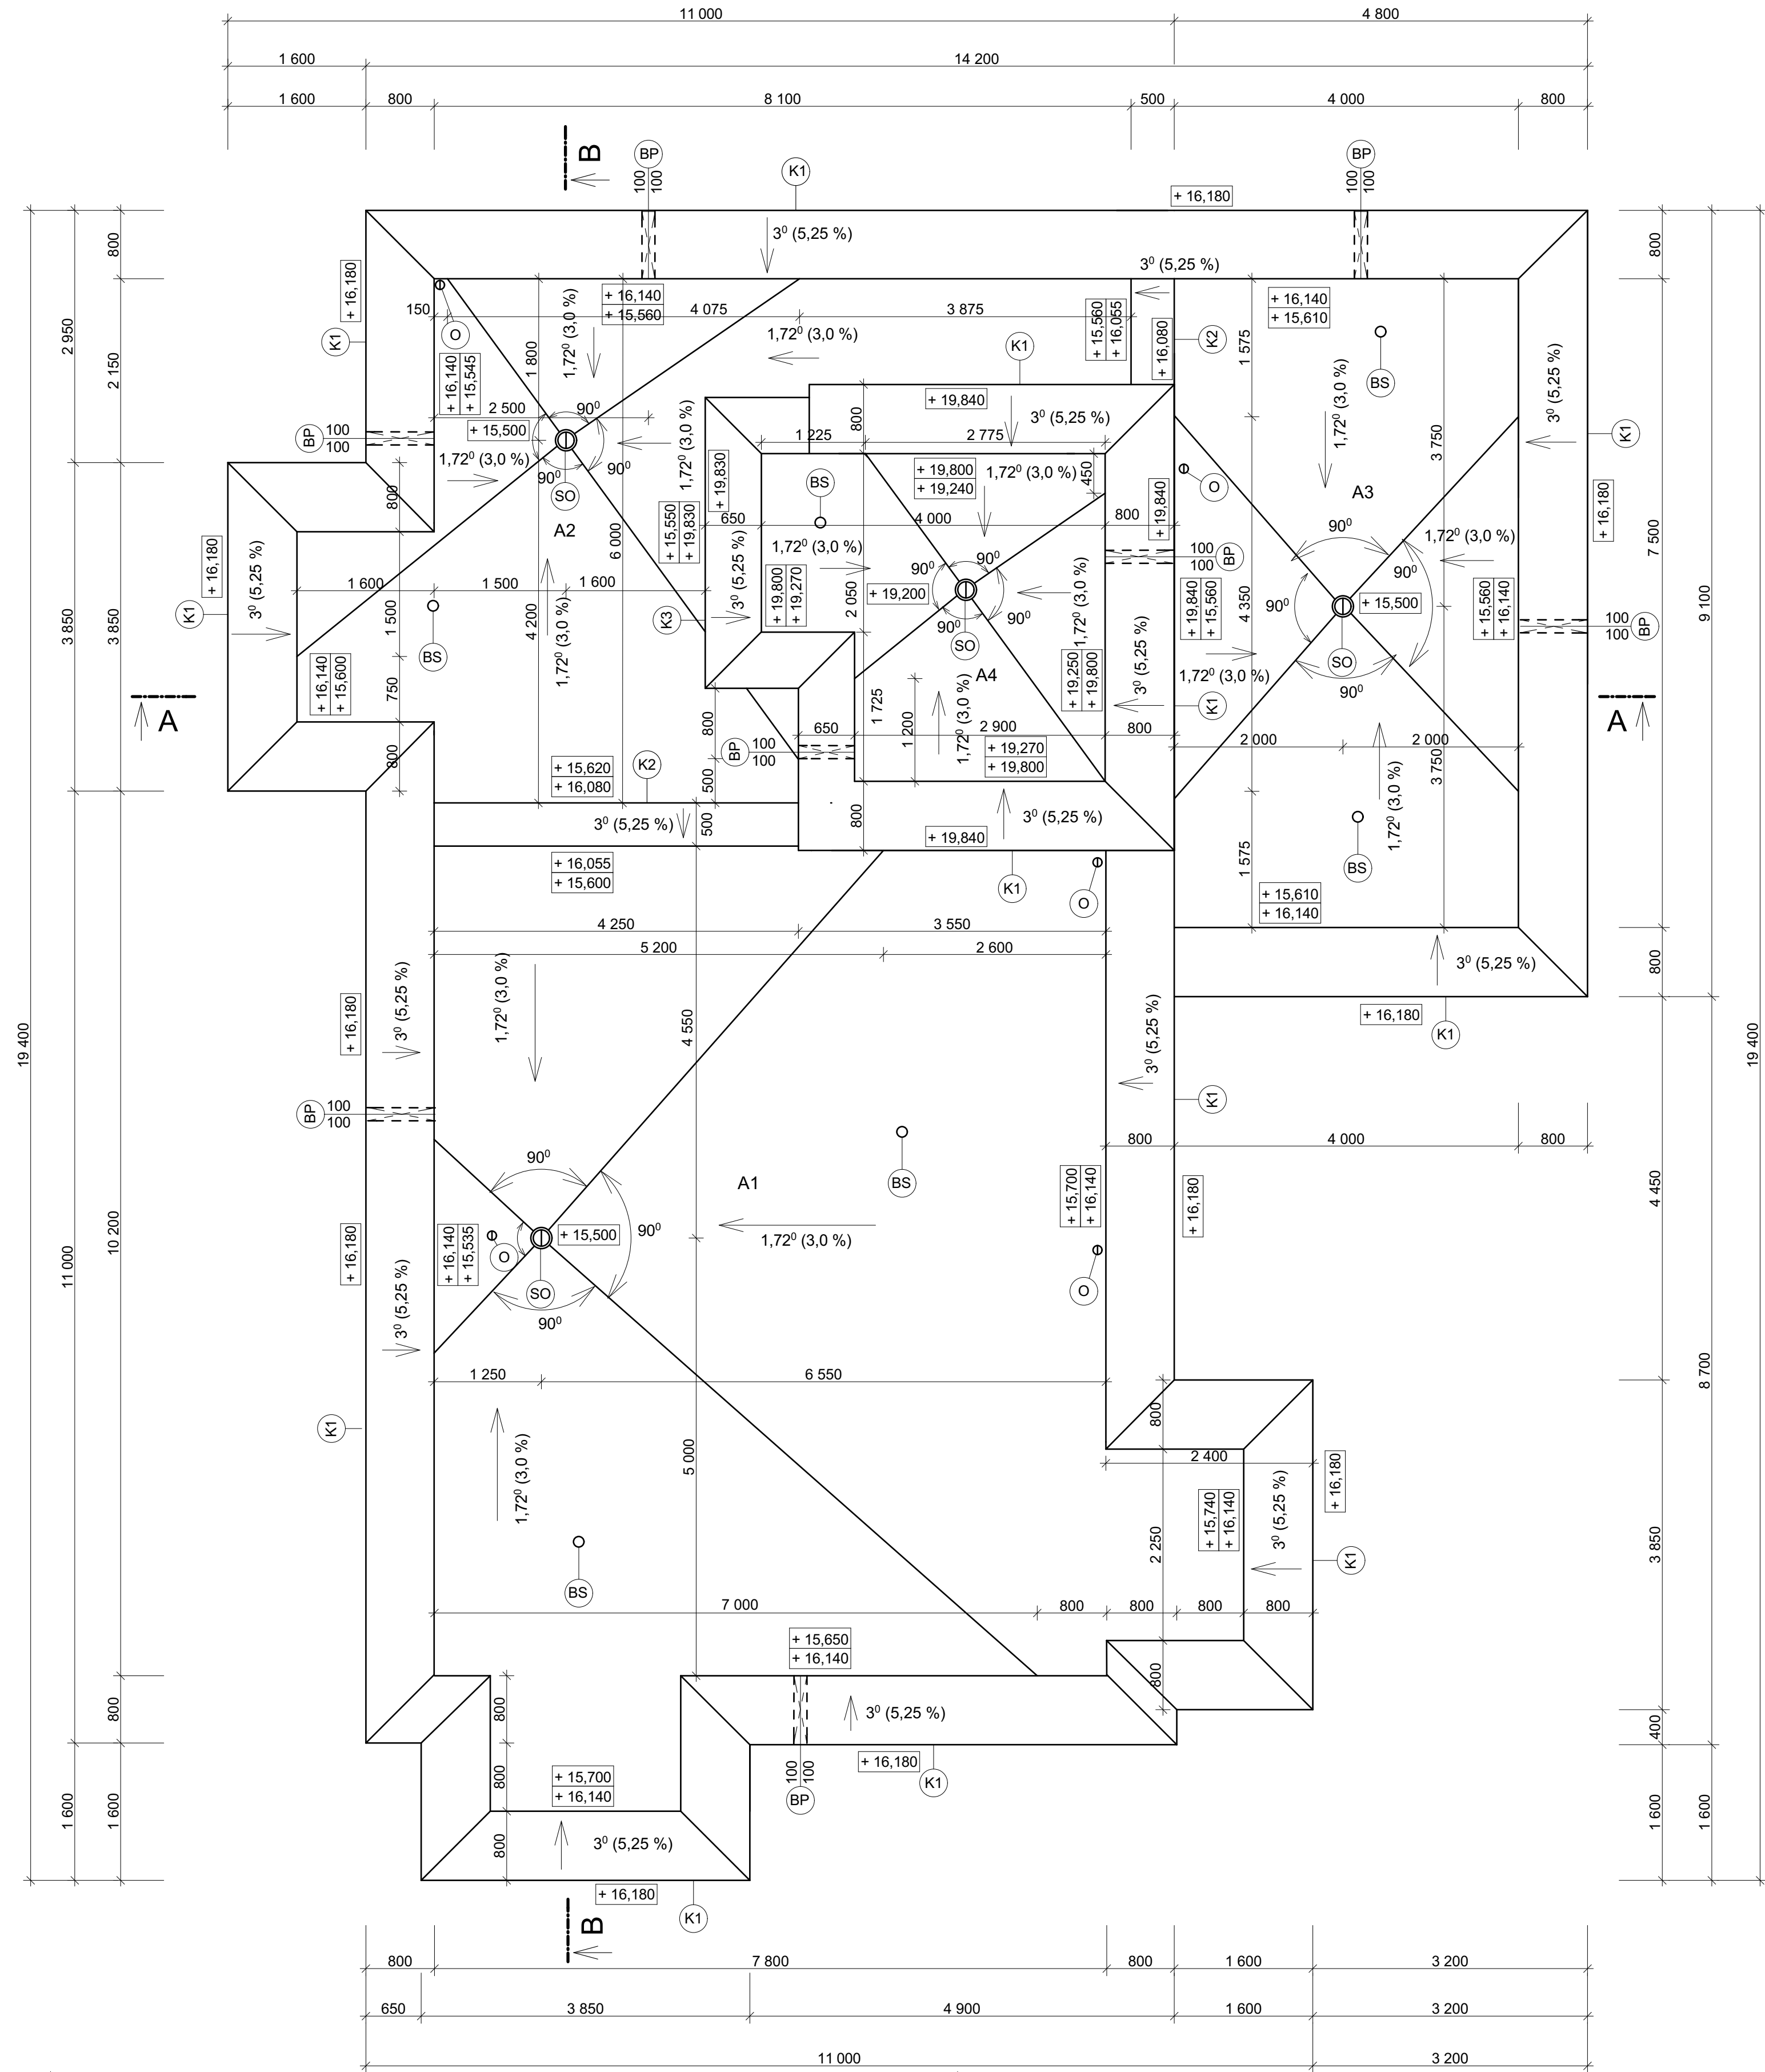 11 000
4 800
1 600
14 200
1 600
800
8 100
500
4 000
800
B
BP
100
100
K1
+ 16,180
BP
100
100
3⁰ (5,25 %)
3⁰ (5,25 %)
800
2 150
2 950
+ 16,180
K1
150
O
+ 16,140
+ 15,560
4 075
3 875
1,72⁰ (3,0 %)
1,72⁰ (3,0 %)
1 800
+ 16,140
+ 15,545
2 500
90⁰
+ 15,500
90⁰
90⁰
SO
A2
BP
100
100
1,72⁰ (3,0 %)
1,72⁰ (3,0 %)
+ 15,560
+ 16,055
+ 16,080
K2
K1
+ 16,140
+ 15,610
BS
1 575
3 750
1,72⁰ (3,0 %)
3⁰ (5,25 %)
K1
800
7 500
9 100
19 400
+ 19,840
3⁰ (5,25 %)
800
1 225
2 775
+ 19,830
+ 19,800
+ 19,240
1,72⁰ (3,0 %)
450
BS
650
4 000
800
+ 19,840
O
A3
+ 16,180
+ 15,550
+ 19,830
6 000
1,72⁰ (3,0 %)
3⁰ (5,25 %)
+ 19,800
+ 19,270
2 050
90⁰
90⁰
90⁰
90⁰
+ 19,200
SO
A4
1,72⁰ (3,0 %)
BP
100
100
+ 19,840
+ 15,560
4 350
90⁰
90⁰
90⁰
90⁰
+ 15,500
SO
1,72⁰ (3,0 %)
+ 15,560
+ 16,140
BP
100
100
800
+ 16,180
3⁰ (5,25 %)
K1
3 850
3 850
1 600
1 500
1 600
1 500
750
800
BS
4 200
1,72⁰ (3,0 %)
K3
+ 16,140
+ 15,600
A
A
+ 19,250
+ 19,800
3⁰ (5,25 %)
1,72⁰ (3,0 %)
K1
2 000
2 000
3 750
1,72⁰ (3,0 %)
1 725
1 200
1,72⁰ (3,0 %)
650
2 900
800
+ 19,270
+ 19,800
800
500
BP
100
100
+ 15,620
+ 16,080
K2
3⁰ (5,25 %)
500
800
3⁰ (5,25 %)
+ 19,840
K1
O
BS
1 575
+ 15,610
+ 16,140
3⁰ (5,25 %)
800
+ 16,180
K1
+ 16,055
+ 15,600
4 250
3 550
5 200
2 600
1,72⁰ (3,0 %)
4 550
3⁰ (5,25 %)
+ 16,180
19 400
BP
100
100
3⁰ (5,25 %)
K1
800
4 000
800
4 450
90⁰
A1
BS
+ 15,700
+ 16,140
O
+ 16,180
1,72⁰ (3,0 %)
90⁰
+ 15,500
SO
O
90⁰
+ 16,140
+ 15,535
+ 16,180
3⁰ (5,25 %)
10 200
11 000
8 700
1 250
6 550
K1
1,72⁰ (3,0 %)
5 000
800
2 400
2 250
+ 15,740
+ 16,140
3⁰ (5,25 %)
+ 16,180
K1
3 850
BS
7 000
800
800
800
800
+ 15,650
+ 16,140
3⁰ (5,25 %)
800
400
800
800
800
+ 16,180
K1
100
100
BP
800
1 600
1 600
+ 15,700
+ 16,140
3⁰ (5,25 %)
+ 16,180
K1
1 600
1 600
B
800
7 800
800
1 600
3 200
650
3 850
4 900
1 600
3 200
11 000
3 200